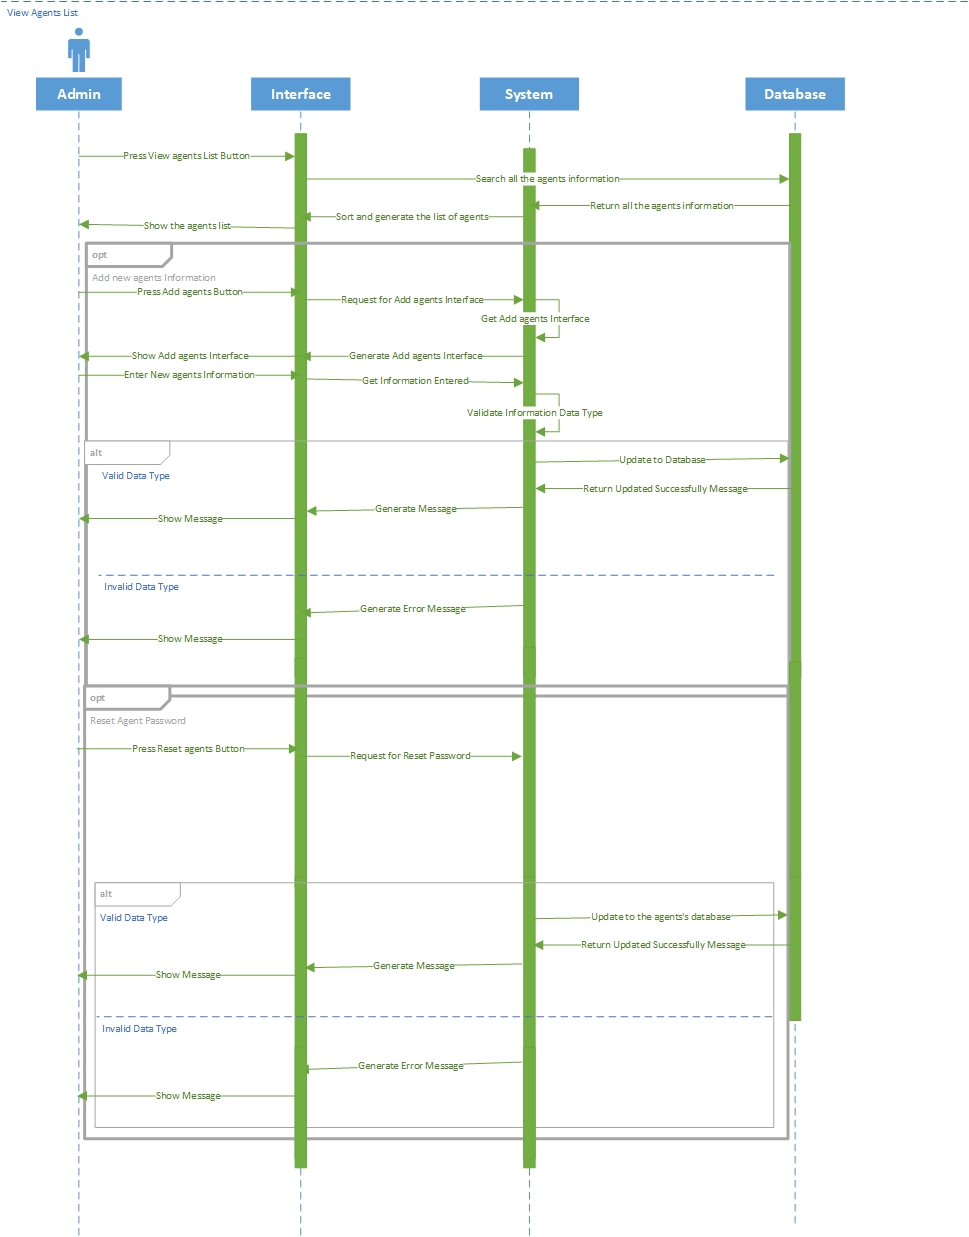 View Agents List
Admin
Interface
System
Database
Press View agents List Button
Search all the agents information
Return all the agents information
Sort and generate the list of agents
Show the agents list
opt
Add new agents Information
Press Add agents Button
Request for Add agents Interface
Get Add agents Interface
Show Add agents Interface
Generate Add agents Interface
Enter New agents Information
Get Information Entered
Validate Information Data Type
alt
Update to Database
Valid Data Type
Return Updated Successfully Message
Generate Message
Show Message
Invalid Data Type
Generate Error Message
Show Message
opt
Reset Agent Password
Press Reset agents Button
Request for Reset Password
alt
Valid Data Type
Update to the agents's database
Return Updated Successfully Message
Generate Message
Show Message
Invalid Data Type
Generate Error Message
Show Message